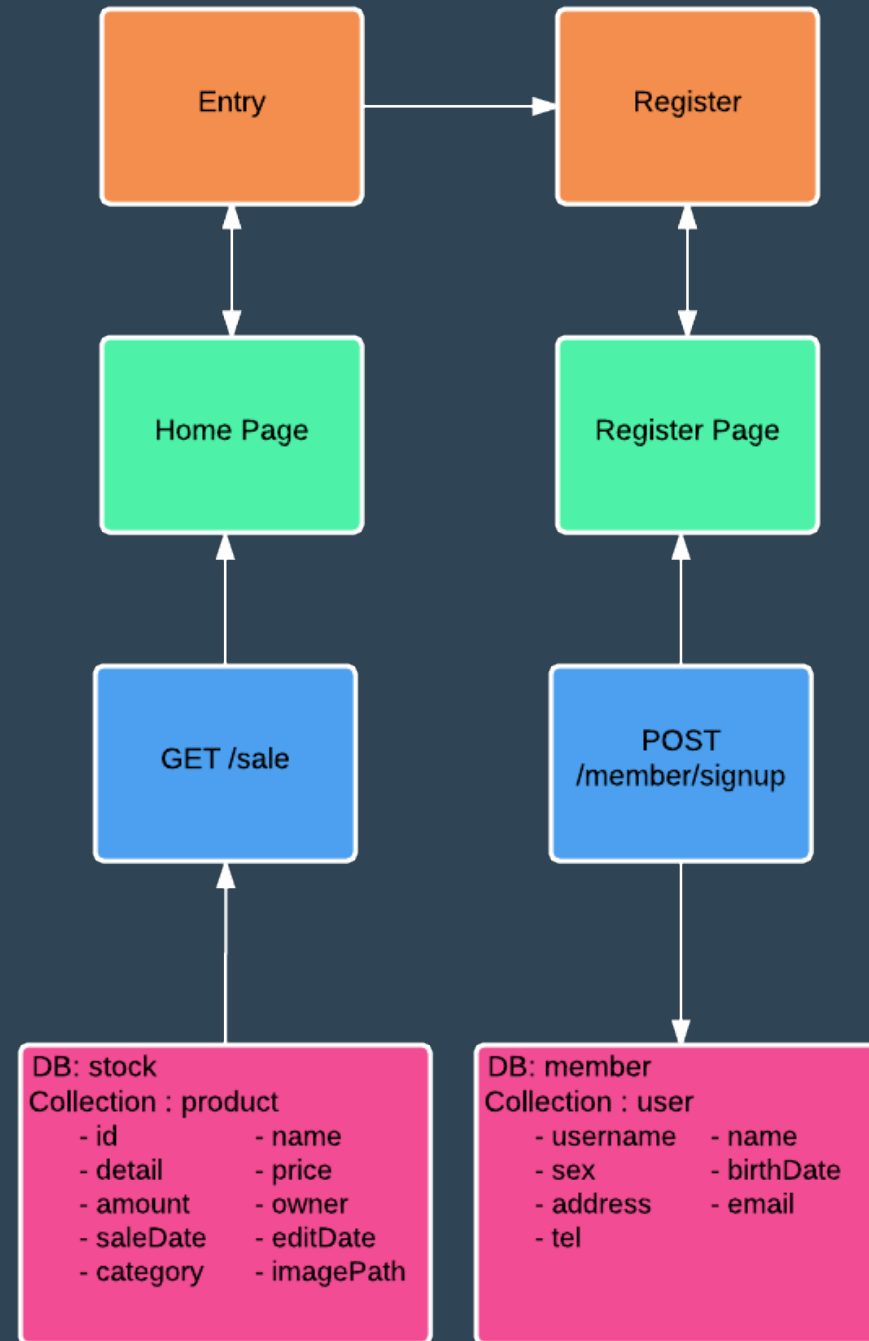 Entry
Register
Home Page
Register Page
GET /sale
POST
/member/signup
DB: stock
Collection : product
- id - name
- detail - price
- amount - owner
- saleDate - editDate
- category - imagePath
DB: member
Collection : user
- username - name
- sex - birthDate
- address - email
- tel